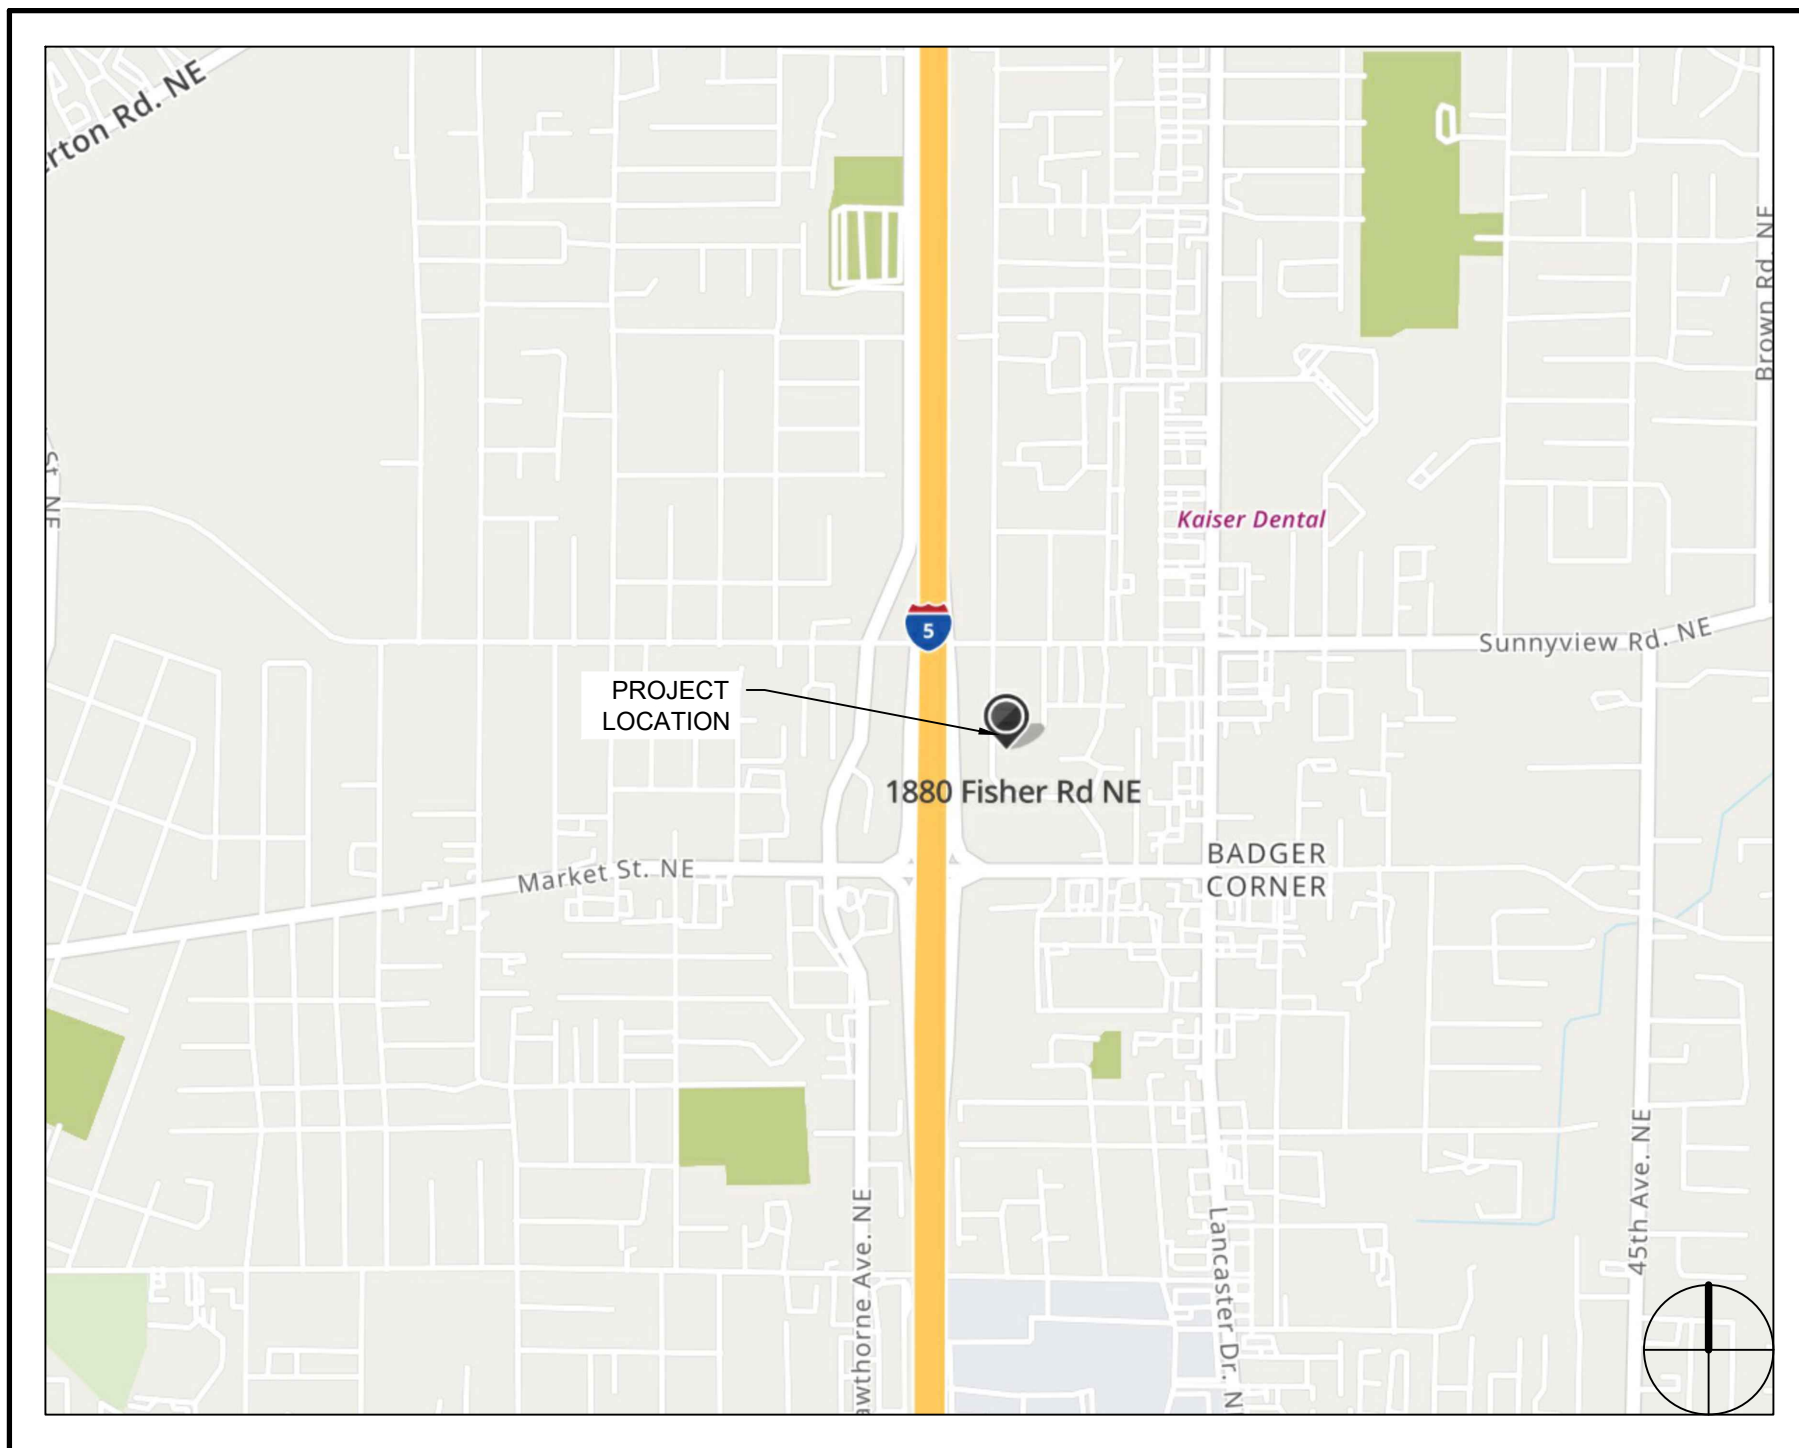 erton Rd. NE
Brown Rd. NE
St. NE
Kaiser Dental
5
Sunnyview Rd. NE
PROJECT
LOCATION
1880 Fisher Rd NE
BADGER
CORNER
Market St. NE
45th Ave. NE
awthorne Ave. NE
Lancaster Dr. N